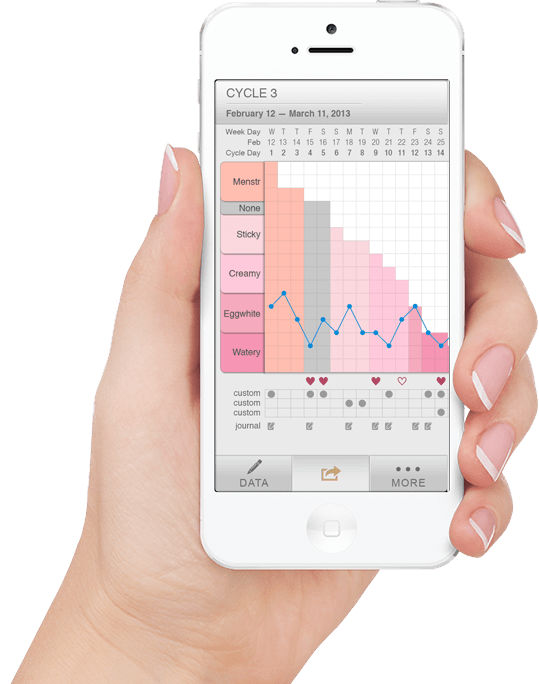 CYCLE 3
February 12 — March 11, 2013
Week Day W T T F S
Feb 12 13 14 15 16 17 18 19 20 21 22 23 24 25
Cycle Day 1 2 3 4 5 6 7 8 9 10 11 12 13 14
Menstr
None
Sticky
Creamy
Eggwhite
Watery
custom
custom
custom
journal
DATA
MORE